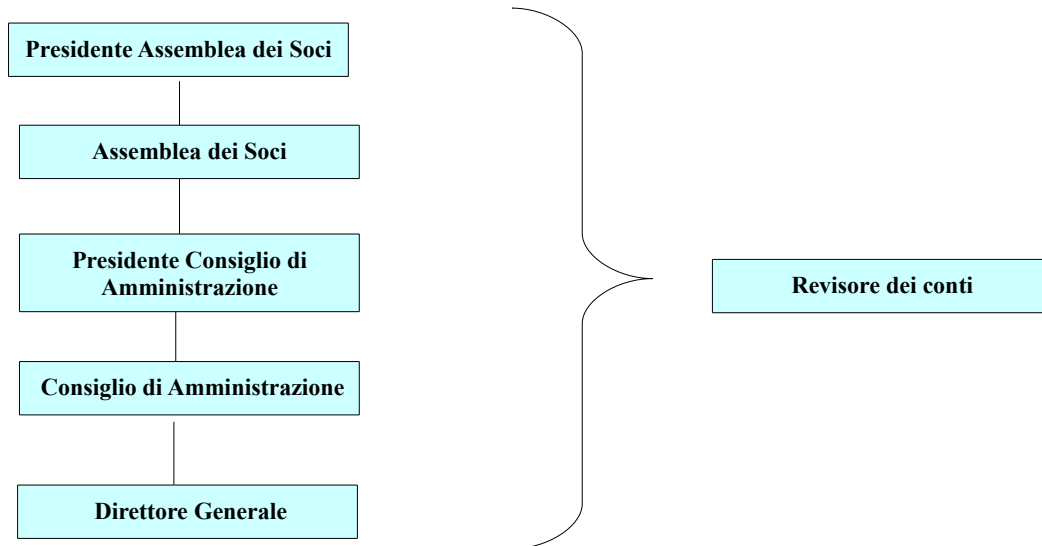 Presidente Assemblea dei Soci
Assemblea dei Soci
Presidente Consiglio di
Amministrazione
Revisore dei conti
Consiglio di Amministrazione
Direttore Generale